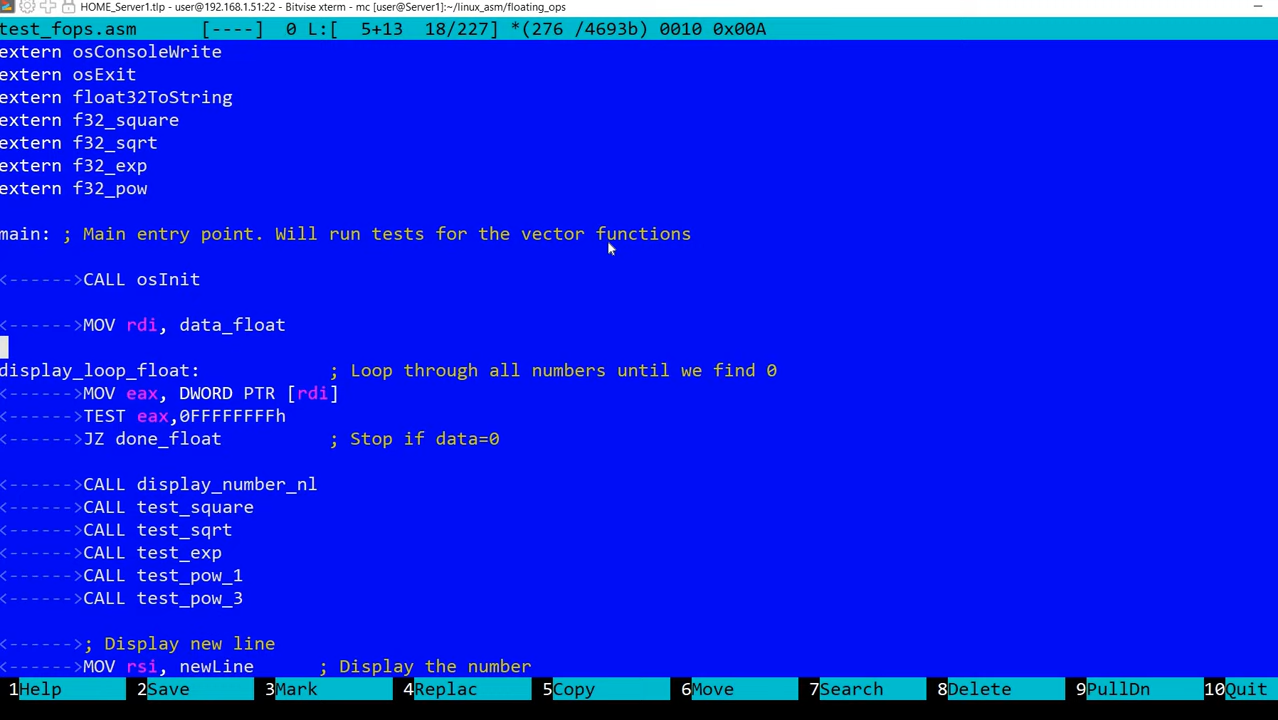 HOME_Server1.tlp - user@192.168.1.51:22 - Bitvise xterm - mc [user@Server1]:~/linux_asm/floating_ops
test_fops.asm [----] 0 L:[ 5+13 18/227] *(276 /4693b) 0010 0x00A
extern osConsoleWrite
extern osExit
extern float32ToString
extern f32_square
extern f32_sqrt
extern f32_exp
extern f32_pow
main: ; Main entry point. Will run tests for the vector functions
<------>CALL osInit
<------>MOV rdi, data_float
display_loop_float: ; Loop through all numbers until we find 0
<------>MOV eax, DWORD PTR [rdi]
<------>TEST eax,0FFFFFFFFh
<------>JZ done_float ; Stop if data=0
<------>CALL display_number_nl
<------>CALL test_square
<------>CALL test_sqrt
<------>CALL test_exp
<------>CALL test_pow_1
<------>CALL test_pow_3
<------>; Display new line
<------>MOV rsi, newLine ; Display the number
1Help 2Save 3Mark 4Replac 5Copy 6Move 7Search 8Delete 9PullDn 10Quit